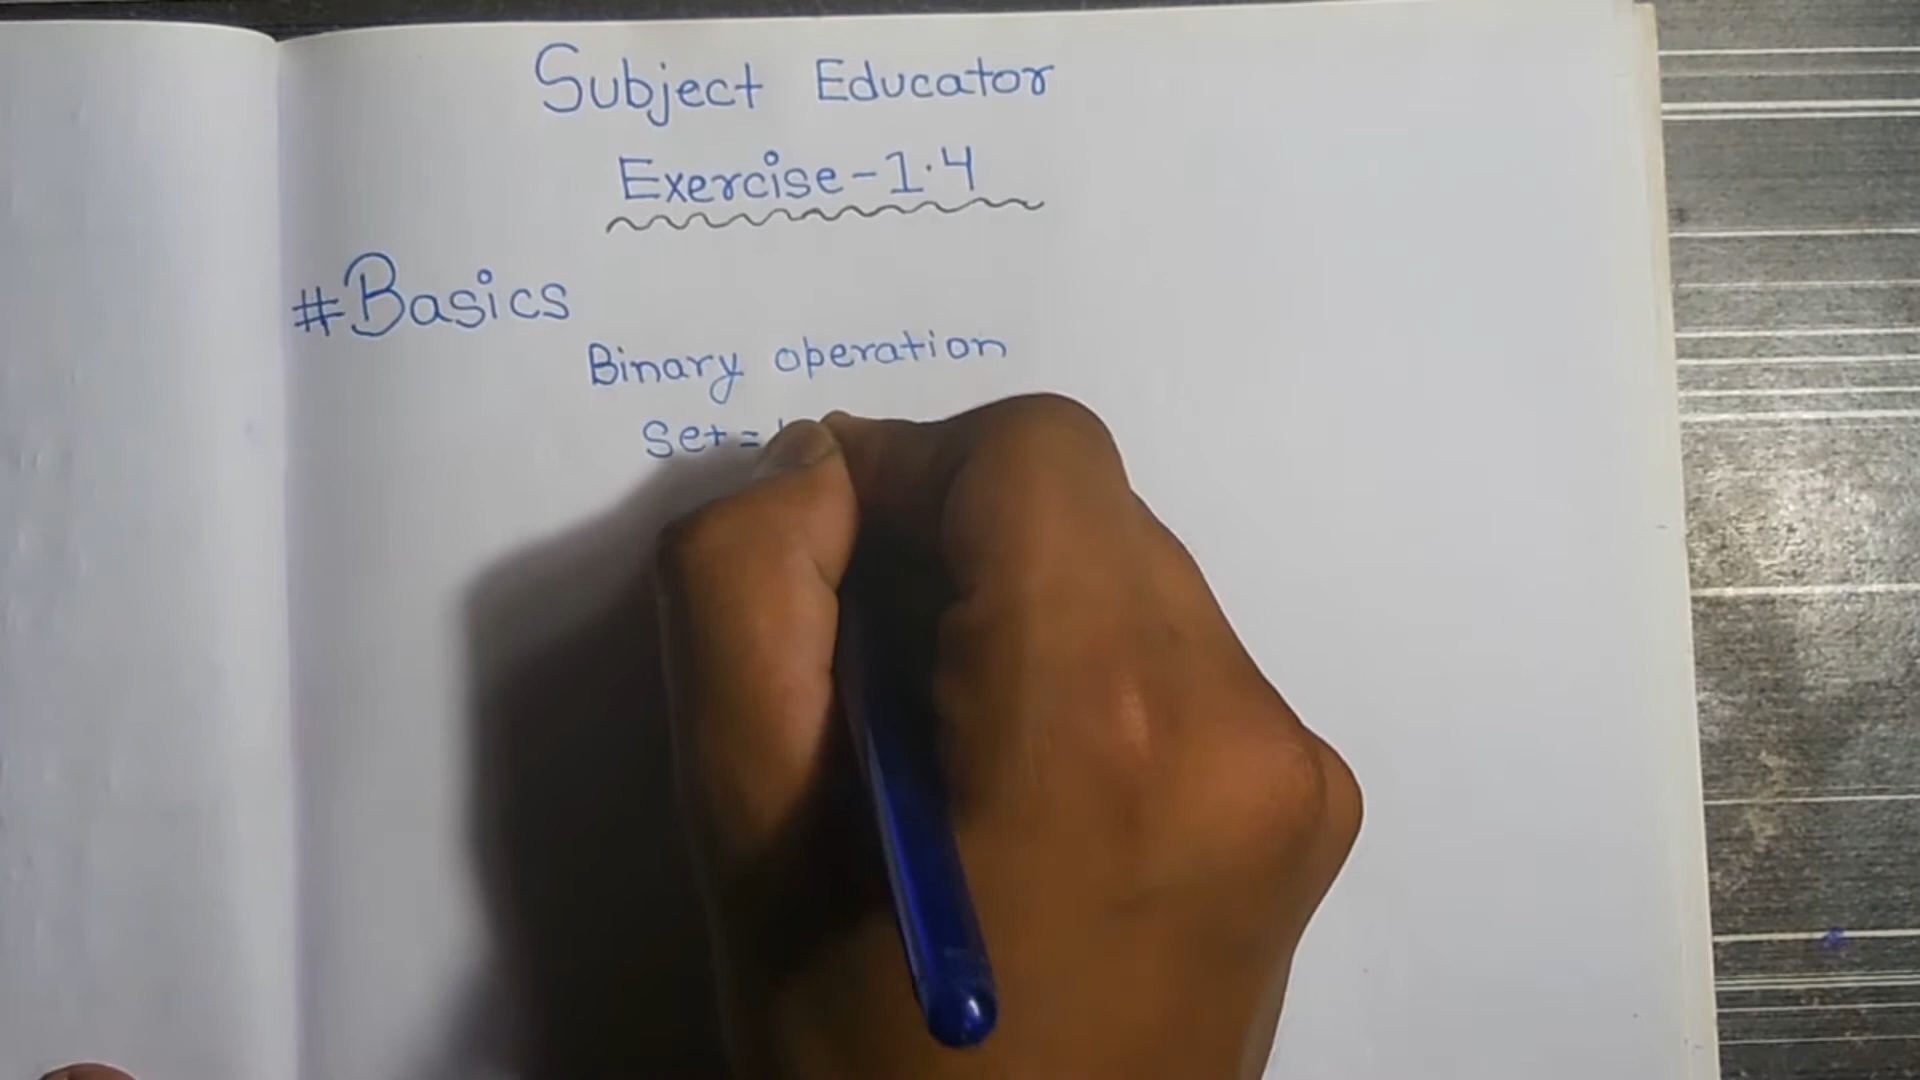 Subject Educator
Exercise-1.4
#Basics
Binary operation
Set =